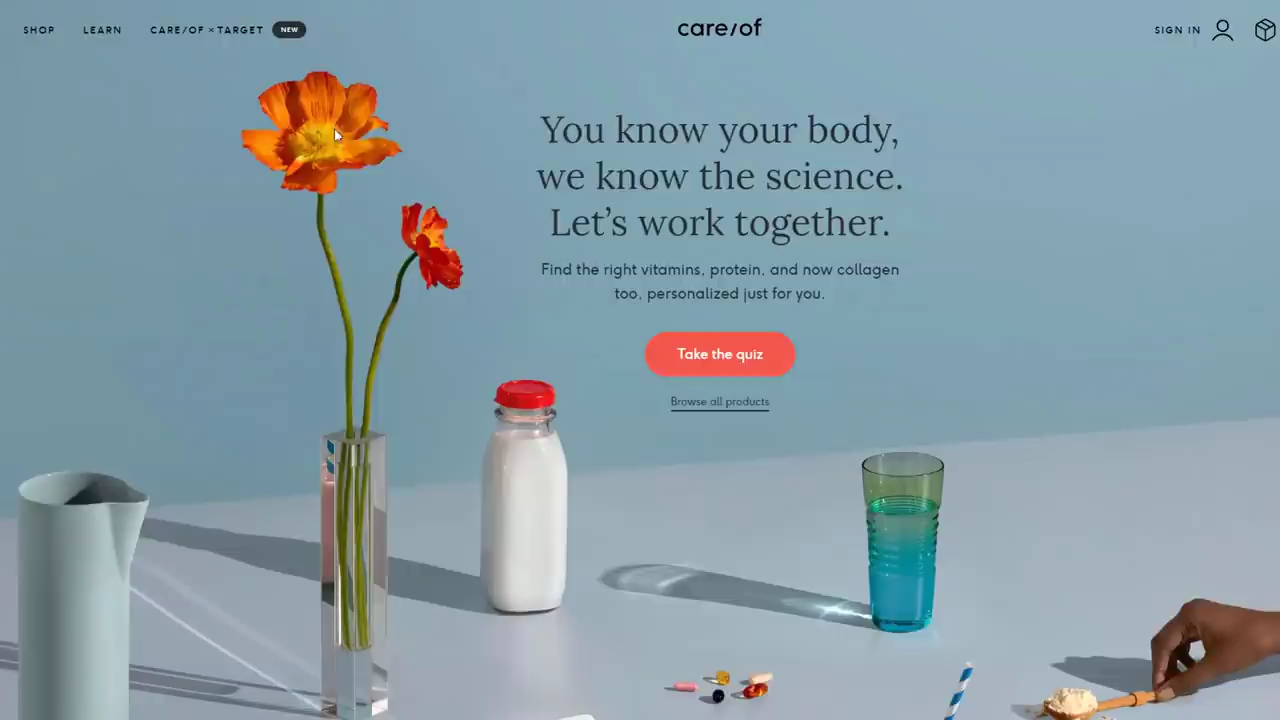 SHOP
LEARN
CARE/OF × TARGET
NEW
care/of
SIGN IN
You know your body,
we know the science.
Let's work together.
Find the right vitamins, protein, and now collagen
too, personalized just for you.
Take the quiz
Browse all products